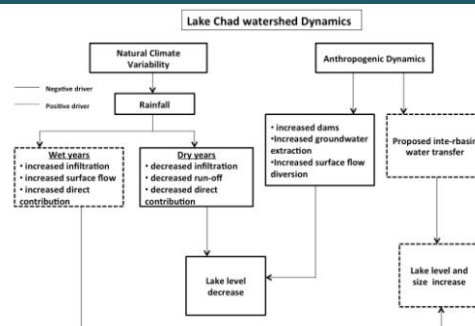 Lake Chad watershed Dynamics
Natural Climate
Variability
Anthropogenic Dynamics
Negative driver
Positive driver
Rainfall
Wet years
• increased infiltration
• increased surface flow
• increased direct
contribution
Dry years
• decreased infiltration
• decreased run-off
• decreased direct
contribution
• increased dams
• Increased groundwater
extraction
• Increased surface flow
diversion
Proposed inte-rbasin
water transfer
Lake level
decrease
Lake level and
size increase